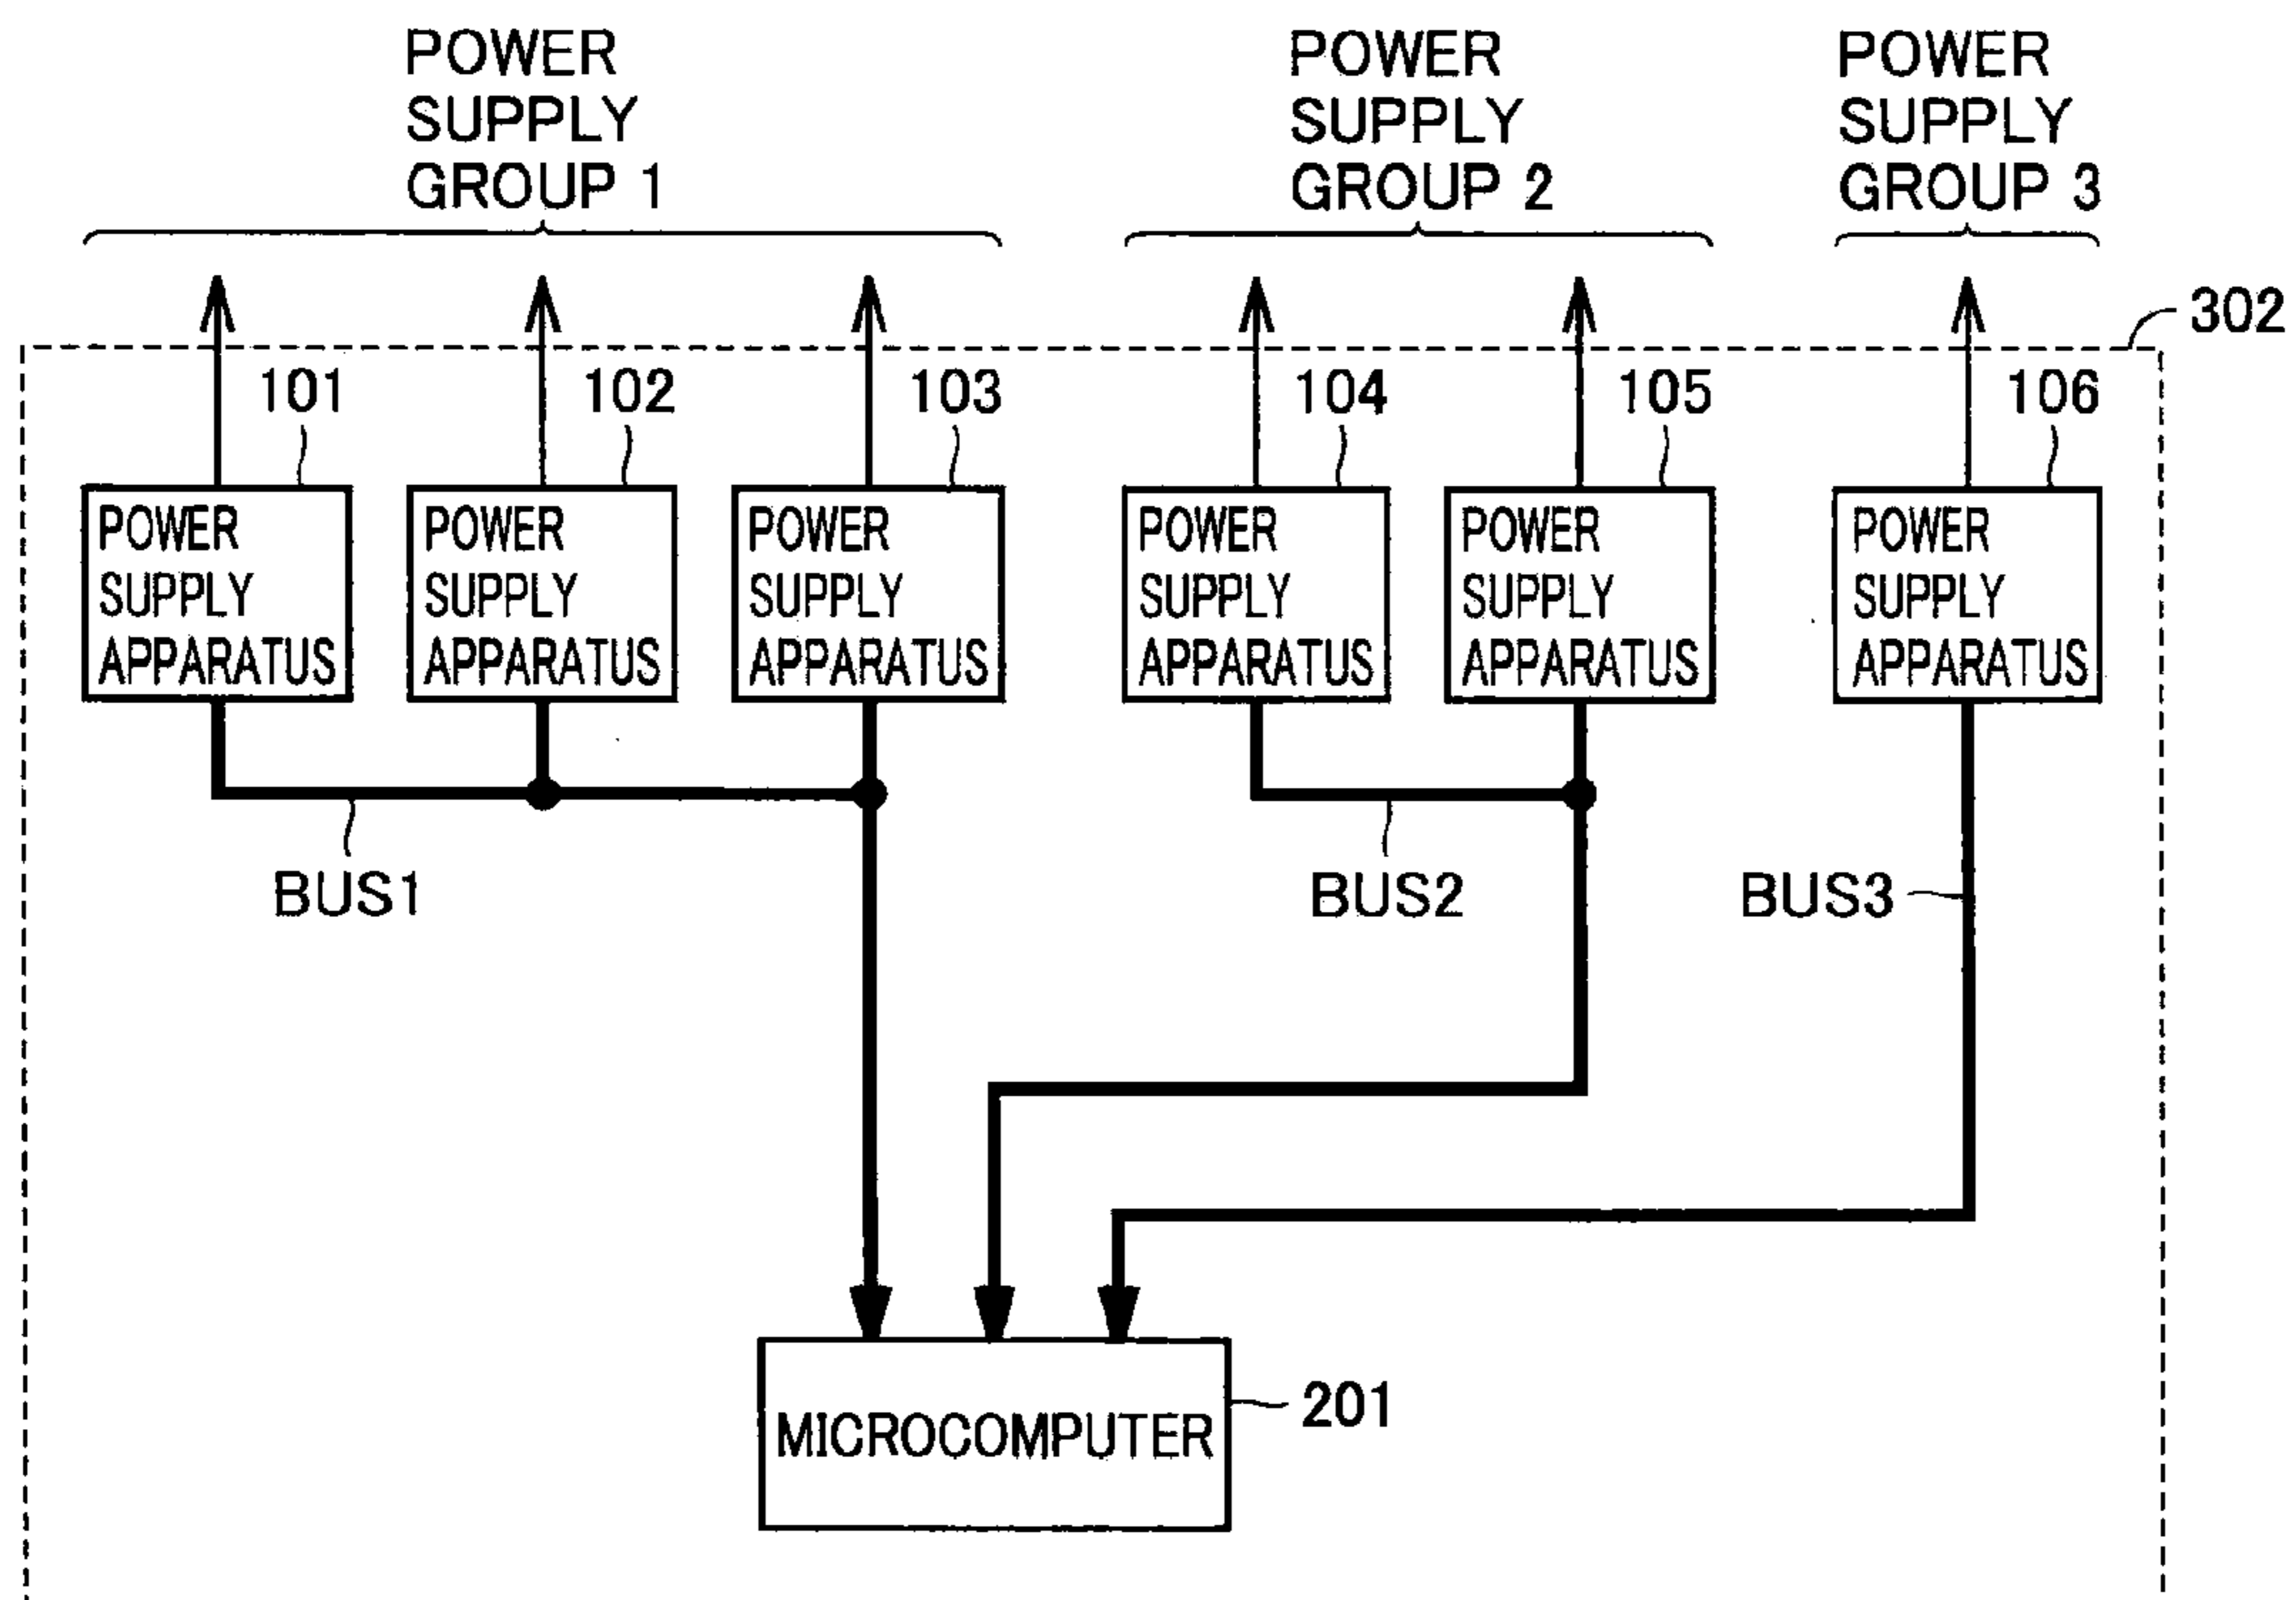 POWER
SUPPLY
GROUP 1
POWER
SUPPLY
GROUP 2
POWER
SUPPLY
GROUP 3
302
101
102
103
104
105
106
POWER
SUPPLY
APPARATUS
POWER
SUPPLY
APPARATUS
POWER
SUPPLY
APPARATUS
POWER
SUPPLY
APPARATUS
POWER
SUPPLY
APPARATUS
POWER
SUPPLY
APPARATUS
BUS1
BUS2
BUS3
MICROCOMPUTER
201